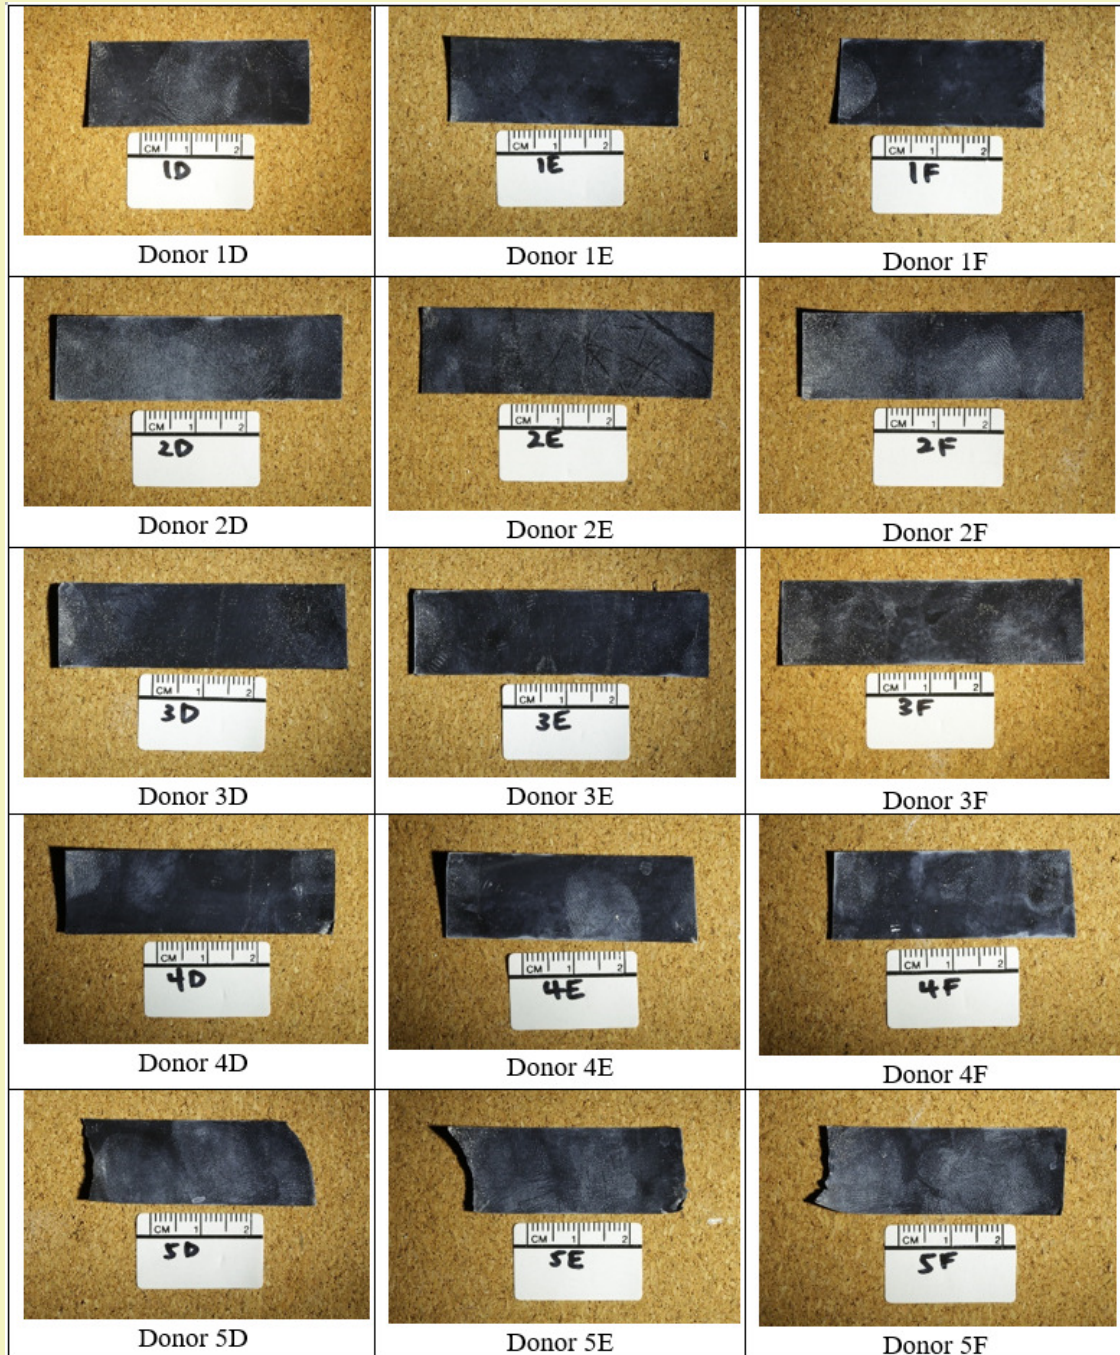 CM 1 2
1D
Donor 1D
CM 1 2
1E
Donor 1E
CM 1 2
1F
Donor 1F
CM 1 2
2D
Donor 2D
CM 1 2
2E
Donor 2E
CM 1 2
2F
Donor 2F
CM 1 2
3D
Donor 3D
CM 1 2
3E
Donor 3E
CM 1 2
3F
Donor 3F
CM 1 2
4D
Donor 4D
CM 1 2
4E
Donor 4E
CM 1 2
4F
Donor 4F
CM 1 2
5D
Donor 5D
CM 1 2
5E
Donor 5E
CM 1 2
5F
Donor 5F